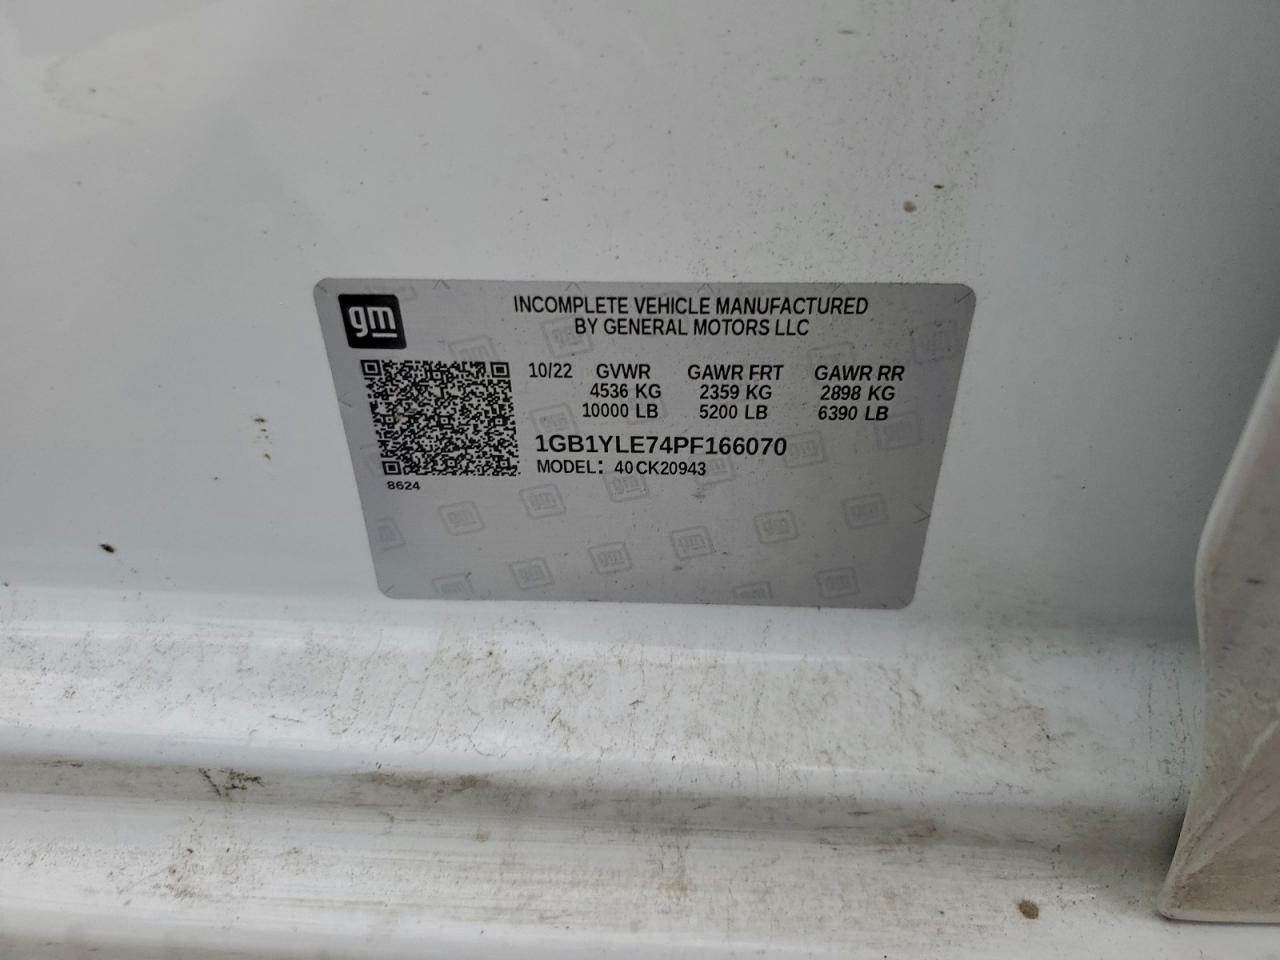 gm
INCOMPLETE VEHICLE MANUFACTURED
BY GENERAL MOTORS LLC
10/22 GVWR GAWR FRT GAWR RR
4536 KG 2359 KG 2898 KG
10000 LB 5200 LB 6390 LB
1GB1YLE74PF166070
MODEL: 40CK20943
8624